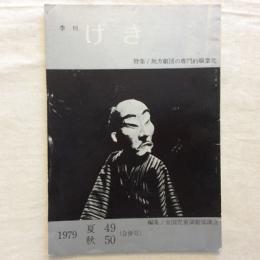 季刊
げき
特集/地方劇団の専門的職業化
1979 夏 49
秋 50 (合併号)
編集/全国児童演劇協議会